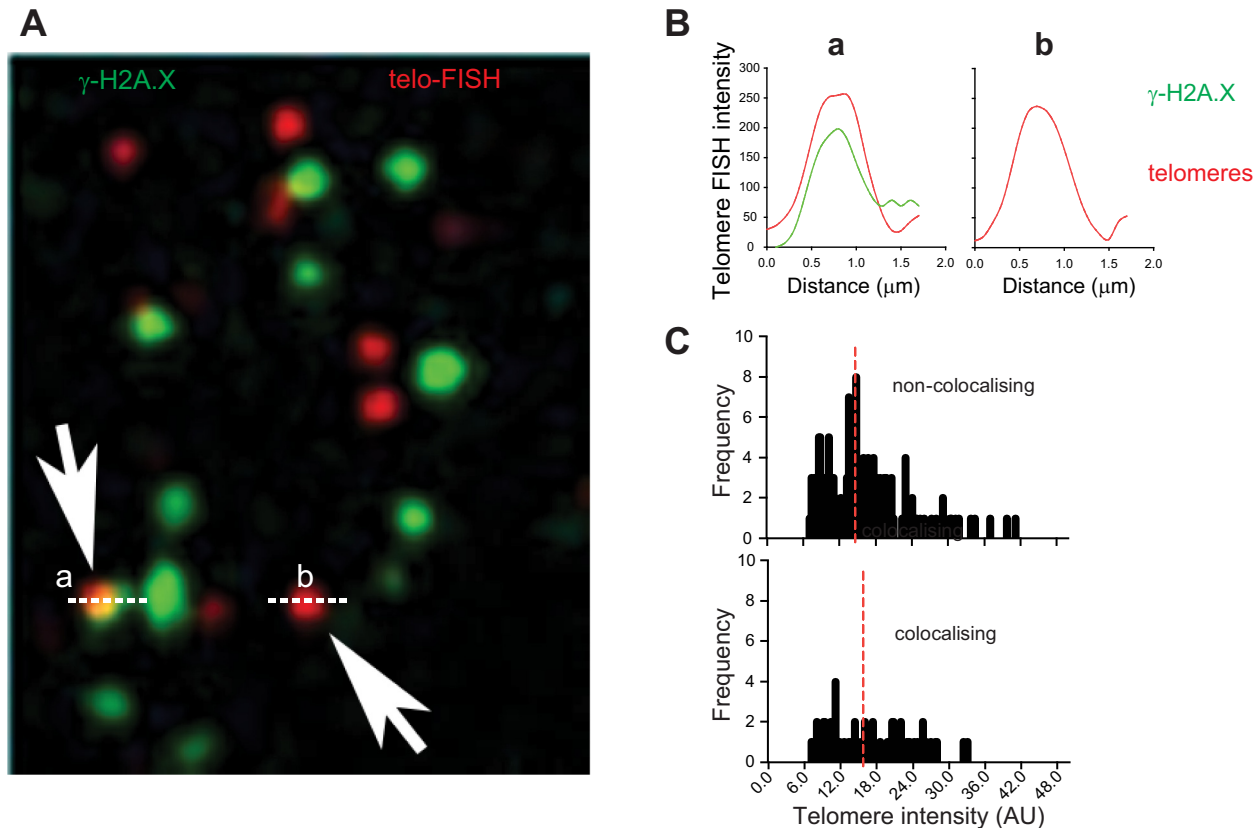 A
γ-H2A.X
telo-FISH
a
b
B
a
b
Telomere FISH intensity
300
250
200
150
100
50
0
0.0
0.5
1.0
1.5
2.0
Distance (μm)
0.0
0.5
1.0
1.5
2.0
Distance (μm)
γ-H2A.X
telomeres
C
Frequency
10
8
6
4
2
0
non-colocalising
colocalising
Frequency
10
8
6
4
2
0
colocalising
0.0
6.0
12.0
18.0
24.0
30.0
36.0
42.0
48.0
Telomere intensity (AU)